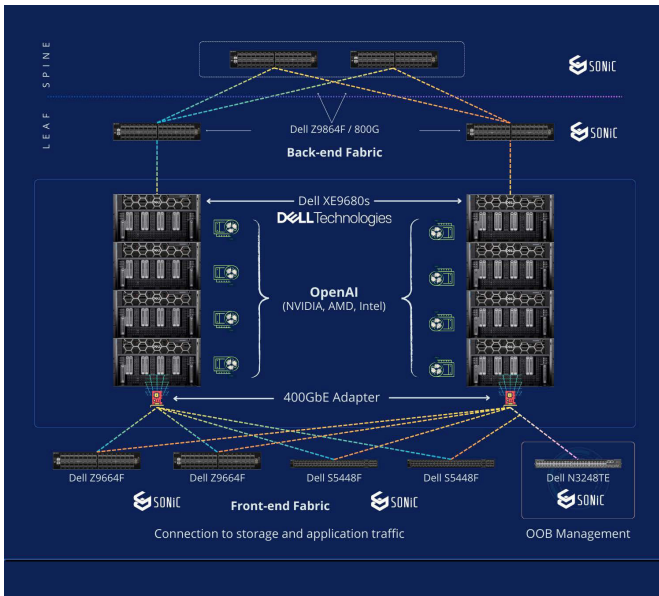 SPINE
SONiC
LEAF
Dell Z9864F / 800G
SONiC
Back-end Fabric
Dell XE9680s
DELLTechnologies
OpenAI
(NVIDIA, AMD, Intel)
400GbE Adapter
Dell Z9664F
Dell Z9664F
Dell S5448F
Dell S5448F
Dell N3248TE
SONiC
Front-end Fabric
SONiC
SONiC
Connection to storage and application traffic
OOB Management